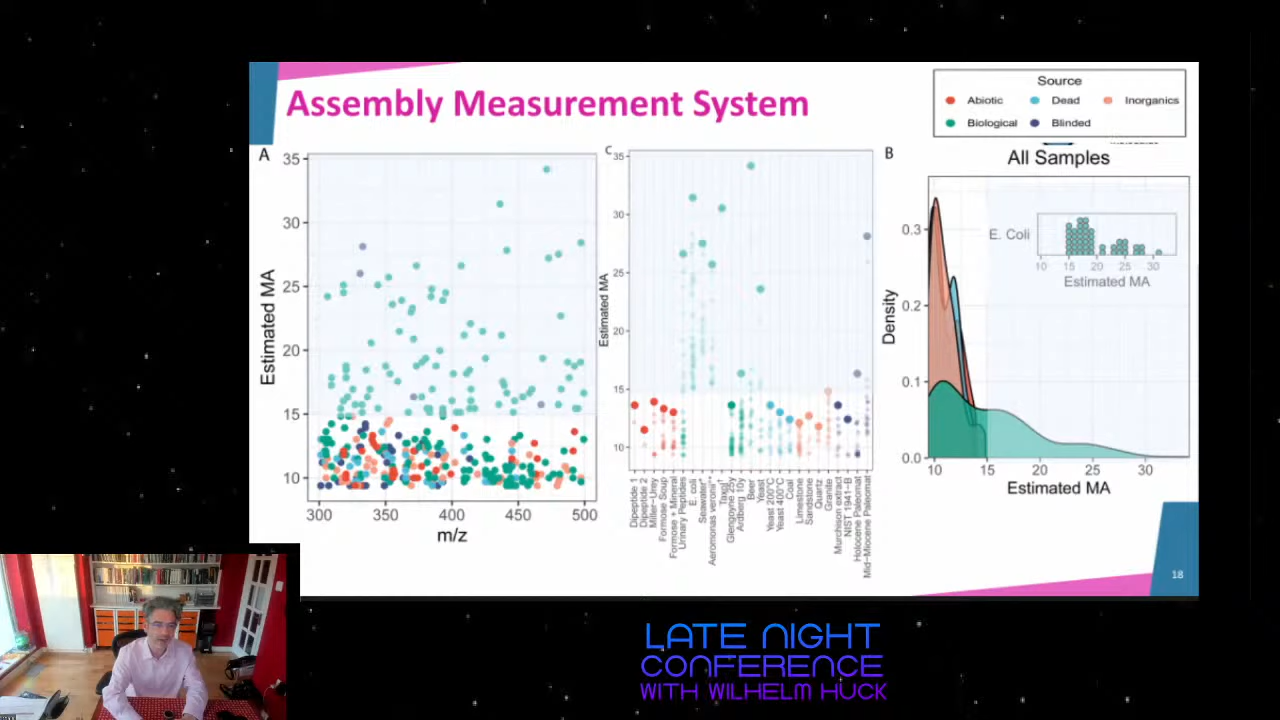 Assembly Measurement System
Source
Abiotic
Dead
Inorganics
Biological
Blinded
A
35
30
25
20
15
10
Estimated MA
300
350
400
450
500
m/z
C
35
30
25
20
15
10
Estimated MA
Dipeptide 1
Dipeptide 2
Miller-Urey
Formose Soup
Formose + Mineral
Urinary Peptides
E. coli
Seawater**
Aeromonas veronii**
Taxol†
Glengoyne 25y
Ardberg 10y
Beer
Yeast
Yeast 200°C
Yeast 400°C
Coal
Limestone
Sandstone
Quartz
Granite
Murchison extract
NIST 1941-B
Holocene Paleomat
Mid-Miocene Paleomat
B
All Samples
0.3
0.2
0.1
0.0
Density
E. Coli
10
15
20
25
30
Estimated MA
10
15
20
25
30
Estimated MA
18
LATE NIGHT
CONFERENCE
WITH WILHELM HUCK